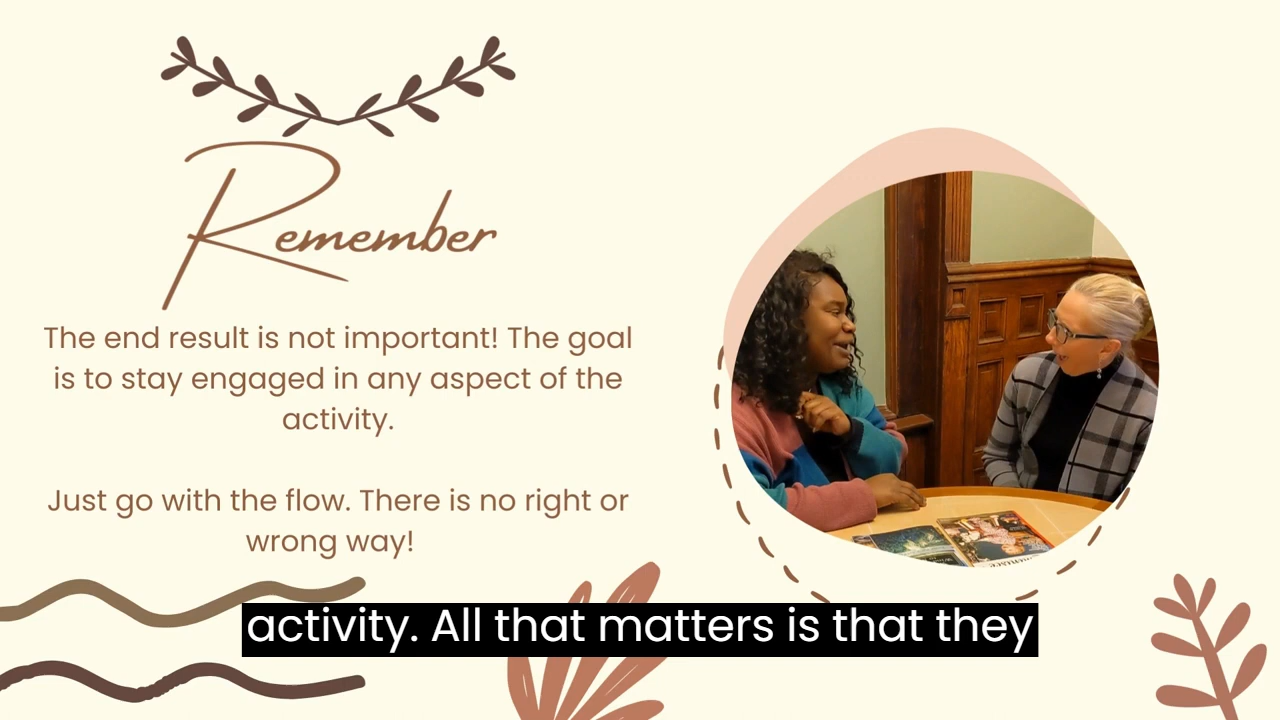 Remember
The end result is not important! The goal
is to stay engaged in any aspect of the
activity.
Just go with the flow. There is no right or
wrong way!
activity. All that matters is that they